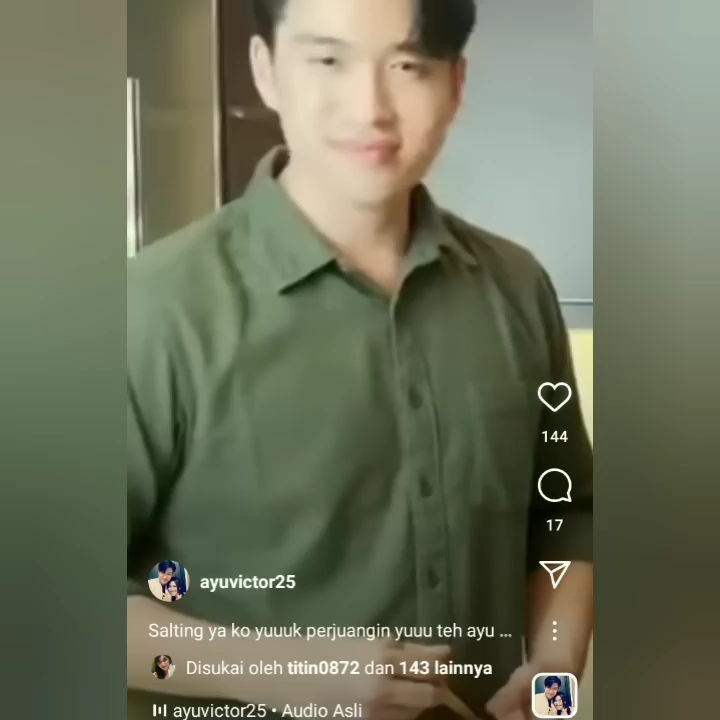 144
17
ayuvictor25
Salting ya ko yuuuk perjuangin yuuu teh ayu ...
Disukai oleh titin0872 dan 143 lainnya
ayuvictor25 • Audio Asli